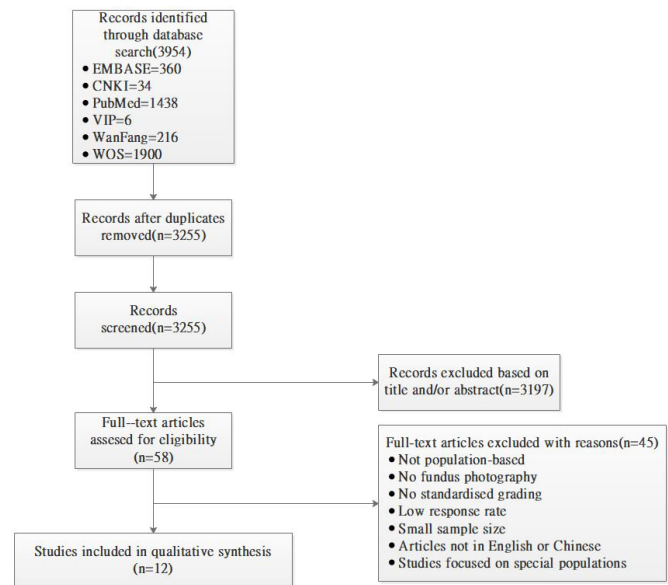 Records identified
through database
search(3954)
● EMBASE=360
● CNKI=34
● PubMed=1438
● VIP=6
● WanFang=216
● WOS=1900
Records after duplicates
removed(n=3255)
Records
screened(n=3255)
Records excluded based on
title and/or abstract(n=3197)
Full--text articles
assesed for eligibility
(n=58)
Full-text articles excluded with reasons(n=45)
● Not population-based
● No fundus photography
● No standardised grading
● Low response rate
● Small sample size
● Articles not in English or Chinese
● Studies focused on special populations
Studies included in qualitative synthesis
(n=12)